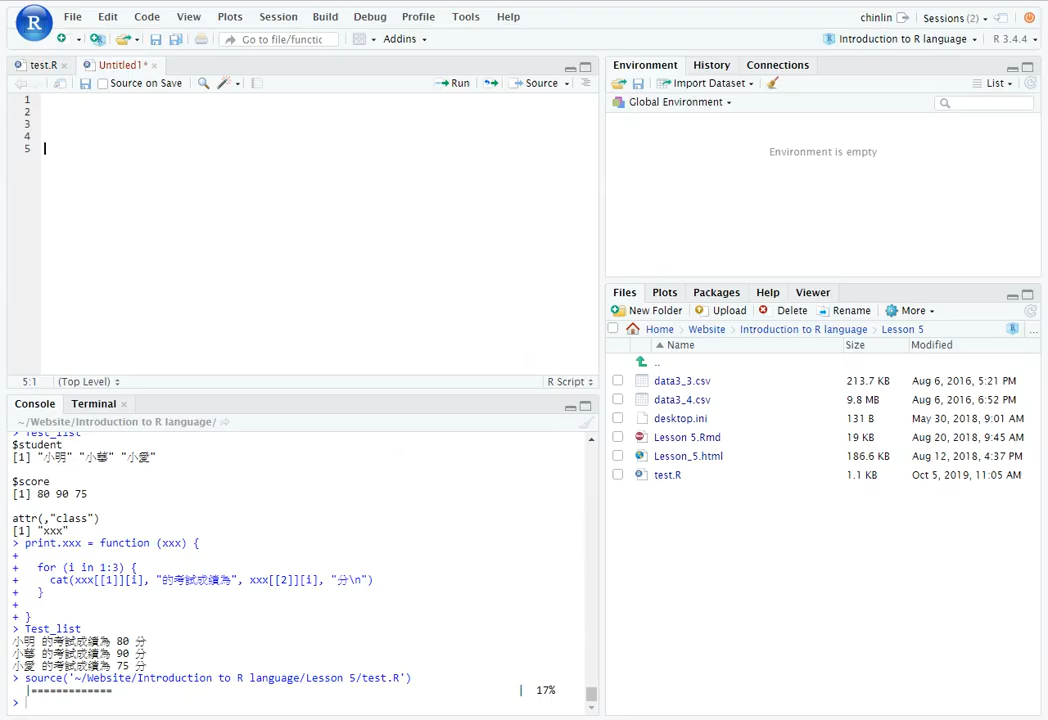 R
File Edit Code View Plots Session Build Debug Profile Tools Help
chinlin Sessions (2)
Go to file/functic Addins
Introduction to R language R 3.4.4
test.R Untitled1*
Source on Save Run Source
1
2
3
4
5
5:1 (Top Level) R Script
Console Terminal
~/Website/Introduction to R language/
> Test_list
$student
[1] "小明" "小華" "小愛"
$score
[1] 80 90 75
attr(,"class")
[1] "xxx"
> print.xxx = function (xxx) {
+
+ for (i in 1:3) {
+ cat(xxx[[1]][i], "的考試成績為", xxx[[2]][i], "分\n")
+ }
+
+ }
> Test_list
小明 的考試成績為 80 分
小華 的考試成績為 90 分
小愛 的考試成績為 75 分
> source('~/Website/Introduction to R language/Lesson 5/test.R')
|============= | 17%
>
Environment History Connections
Import Dataset List
Global Environment
Environment is empty
Files Plots Packages Help Viewer
New Folder Upload Delete Rename More
Home Website Introduction to R language Lesson 5 ...
Name Size Modified
..
data3_3.csv 213.7 KB Aug 6, 2016, 5:21 PM
data3_4.csv 9.8 MB Aug 6, 2016, 6:52 PM
desktop.ini 131 B May 30, 2018, 9:01 AM
Lesson 5.Rmd 19 KB Aug 20, 2018, 9:45 AM
Lesson_5.html 186.6 KB Aug 12, 2018, 4:37 PM
test.R 1.1 KB Oct 5, 2019, 11:05 AM